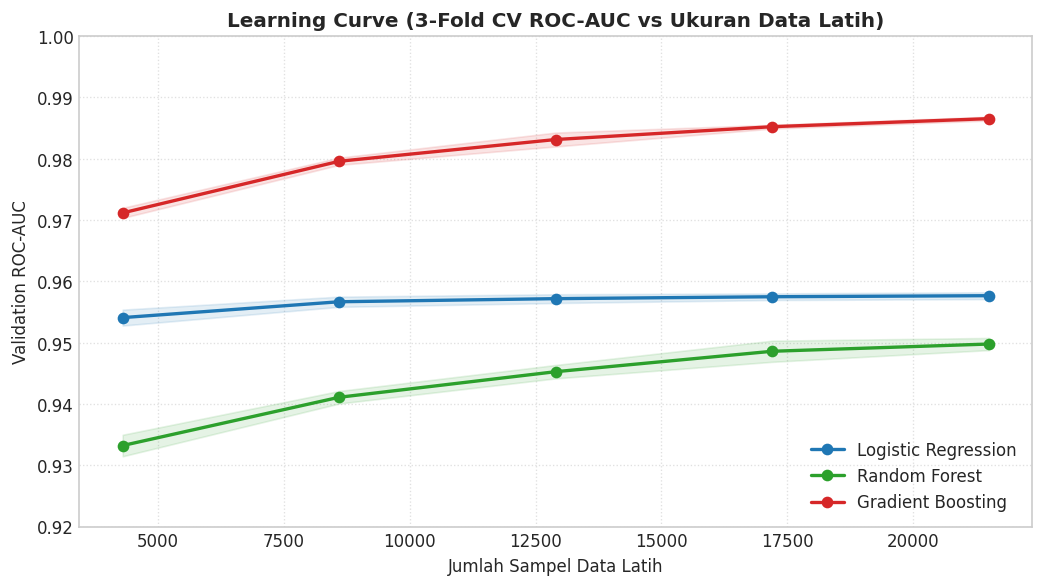 Learning Curve (3-Fold CV ROC-AUC vs Ukuran Data Latih)
Validation ROC-AUC
1.00
0.99
0.98
0.97
0.96
0.95
0.94
0.93
0.92
Logistic Regression
Random Forest
Gradient Boosting
5000 7500 10000 12500 15000 17500 20000
Jumlah Sampel Data Latih